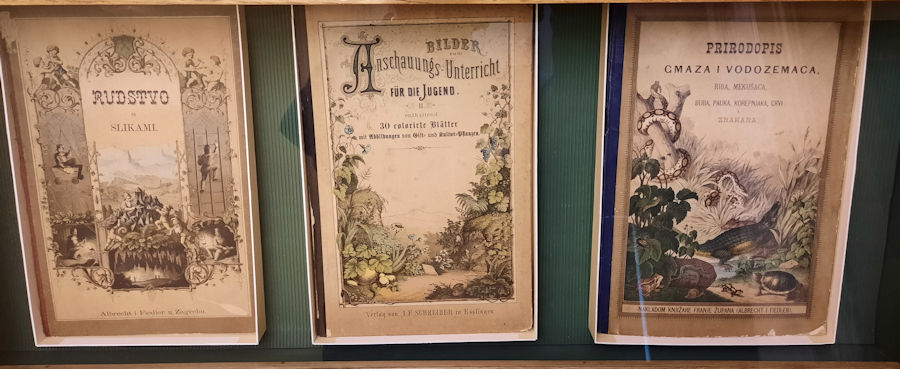 RUDSTVO
u
SLIKAMI.
Albrecht i Fiedler u Zagrebu.
BILDER
zum
Anschauungs-Unterricht
FÜR DIE JUGEND.
II.
enthaltend
30 colorirte Blätter
mit Abbildungen von Gift- und Kultur-Pflanzen.
Verlag von J. F. SCHREIBER in Esslingen
PRIRODOPIS
GMAZA I VODOZEMACA,
RIBA, MEKUŠACA,
BUBA, PAUKA, KOREPNJAKA, CRVI
ZNAKANA.
NAKLADOM KNJIŽARE FRANJE ŽUPANA (ALBRECHT I FIEDLER).